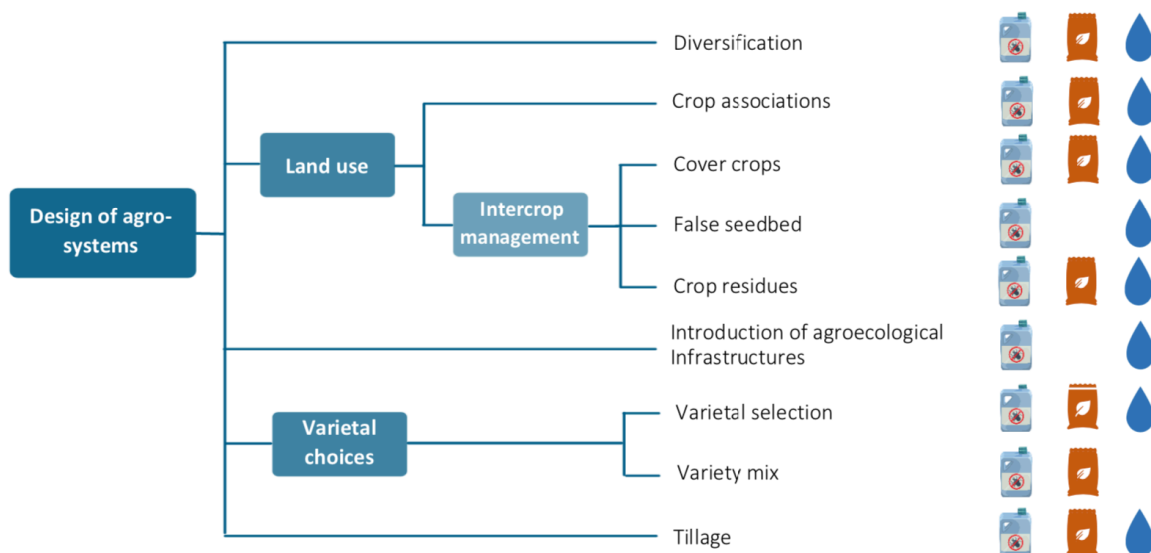 Diversification
Crop associations
Land use
Cover crops
Design of agro-
systems
Intercrop
management
False seedbed
Crop residues
Introduction of agroecological
Infrastructures
Varietal
choices
Varietal selection
Variety mix
Tillage